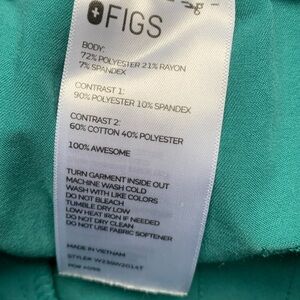 FIGS
BODY:
72% POLYESTER 21% RAYON
7% SPANDEX
CONTRAST 1:
90% POLYESTER 10% SPANDEX
CONTRAST 2:
60% COTTON 40% POLYESTER
100% AWESOME
TURN GARMENT INSIDE OUT
MACHINE WASH COLD
WASH WITH LIKE COLORS
DO NOT BLEACH
TUMBLE DRY LOW
LOW HEAT IRON IF NEEDED
DO NOT DRY CLEAN
DO NOT USE FABRIC SOFTENER
MADE IN VIETNAM